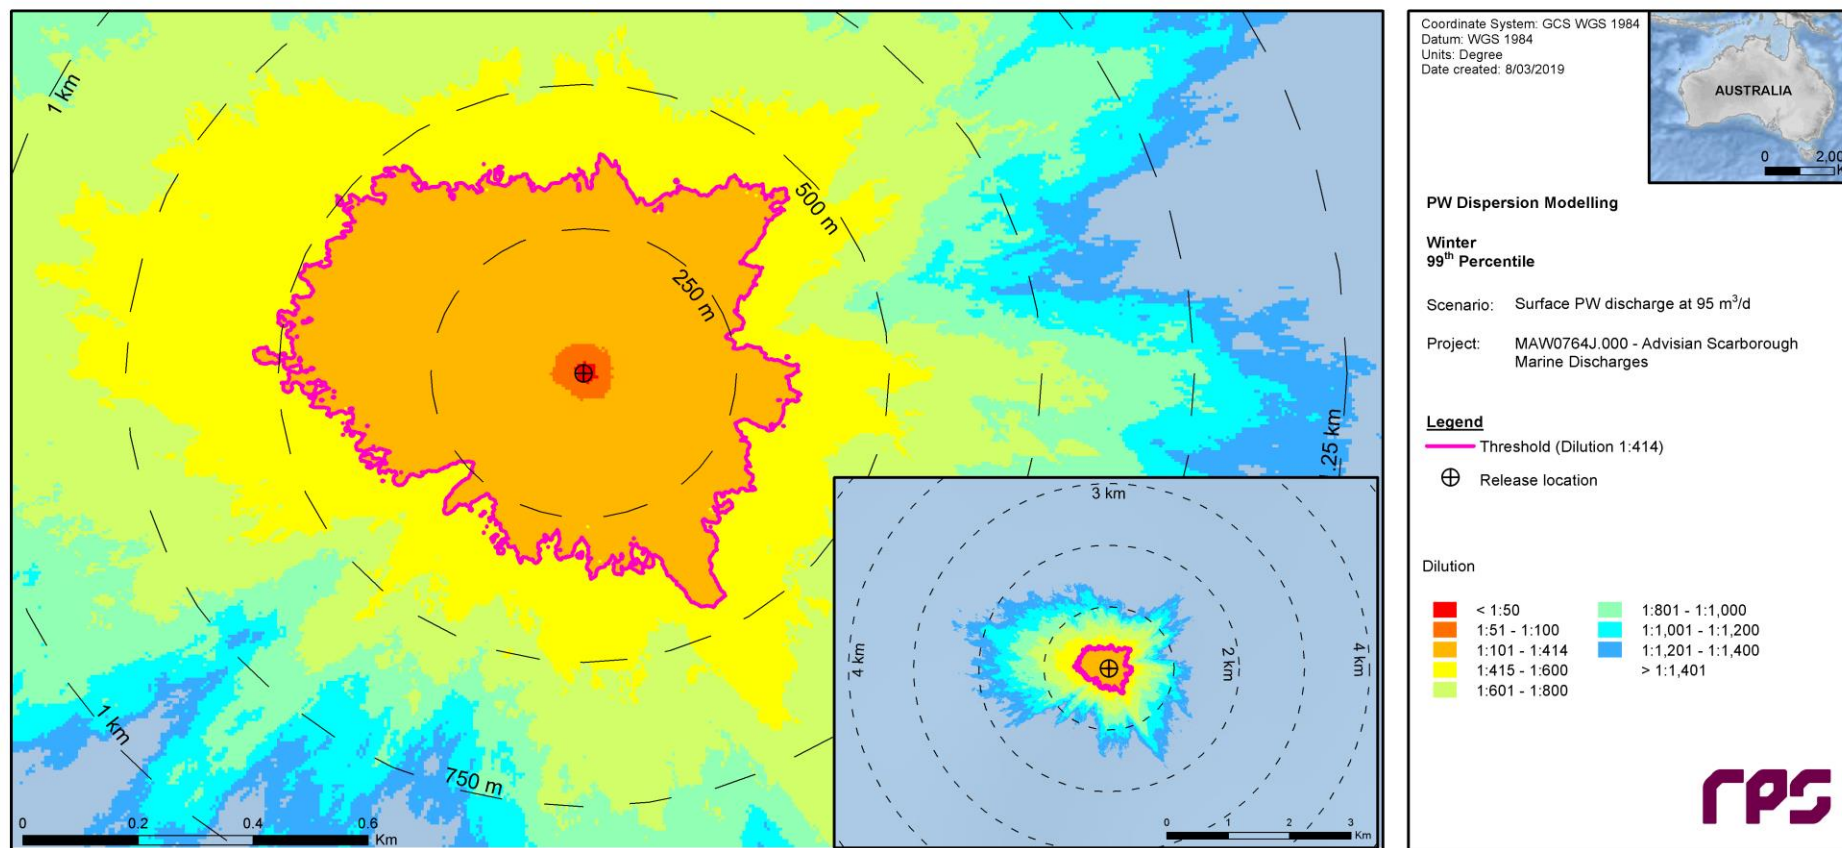 1 km
500 m
250 m
1.25 km
1 km
750 m
0 0.2 0.4 0.6
Km
3 km
4 km
2 km
4 km
0 1 2 3
Km
Coordinate System: GCS WGS 1984
Datum: WGS 1984
Units: Degree
Date created: 8/03/2019
AUSTRALIA
0 2,00
K
PW Dispersion Modelling
Winter
99th Percentile
Scenario: Surface PW discharge at 95 m³/d
Project: MAW0764J.000 - Advisian Scarborough
Marine Discharges
Legend
Threshold (Dilution 1:414)
Release location
Dilution
< 1:50
1:51 - 1:100
1:101 - 1:414
1:415 - 1:600
1:601 - 1:800
1:801 - 1:1,000
1:1,001 - 1:1,200
1:1,201 - 1:1,400
> 1:1,401
rps